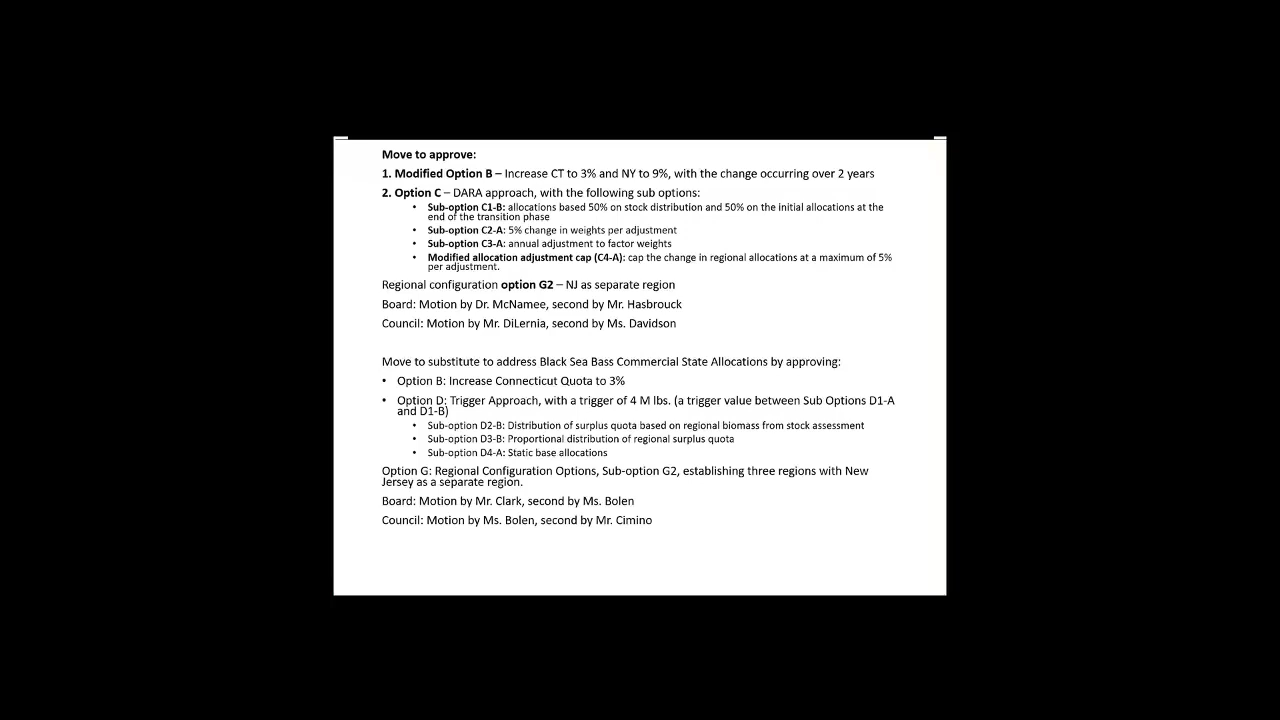 Move to approve:
1. Modified Option B – Increase CT to 3% and NY to 9%, with the change occurring over 2 years
2. Option C – DARA approach, with the following sub options:
• Sub-option C1-B: allocations based 50% on stock distribution and 50% on the initial allocations at the
end of the transition phase
• Sub-option C2-A: 5% change in weights per adjustment
• Sub-option C3-A: annual adjustment to factor weights
• Modified allocation adjustment cap (C4-A): cap the change in regional allocations at a maximum of 5%
per adjustment.
Regional configuration option G2 – NJ as separate region
Board: Motion by Dr. McNamee, second by Mr. Hasbrouck
Council: Motion by Mr. DiLernia, second by Ms. Davidson
Move to substitute to address Black Sea Bass Commercial State Allocations by approving:
• Option B: Increase Connecticut Quota to 3%
• Option D: Trigger Approach, with a trigger of 4 M lbs. (a trigger value between Sub Options D1-A
and D1-B)
• Sub-option D2-B: Distribution of surplus quota based on regional biomass from stock assessment
• Sub-option D3-B: Proportional distribution of regional surplus quota
• Sub-option D4-A: Static base allocations
Option G: Regional Configuration Options, Sub-option G2, establishing three regions with New
Jersey as a separate region.
Board: Motion by Mr. Clark, second by Ms. Bolen
Council: Motion by Ms. Bolen, second by Mr. Cimino